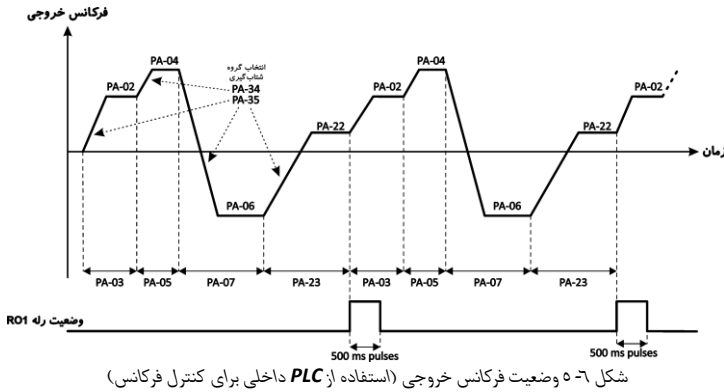 فرکانس خروجی
PA-04
PA-04
انتخاب گروه
شتاب‌گیری
PA-34
PA-35
PA-02
PA-02
PA-02
PA-22
PA-22
زمان
PA-06
PA-06
PA-03
PA-05
PA-07
PA-23
PA-03
PA-05
PA-07
PA-23
وضعیت رله RO1
500 ms pulses
500 ms pulses
شکل ٦- ٥ وضعیت فرکانس خروجی (استفاده از PLC داخلی برای کنترل فرکانس)